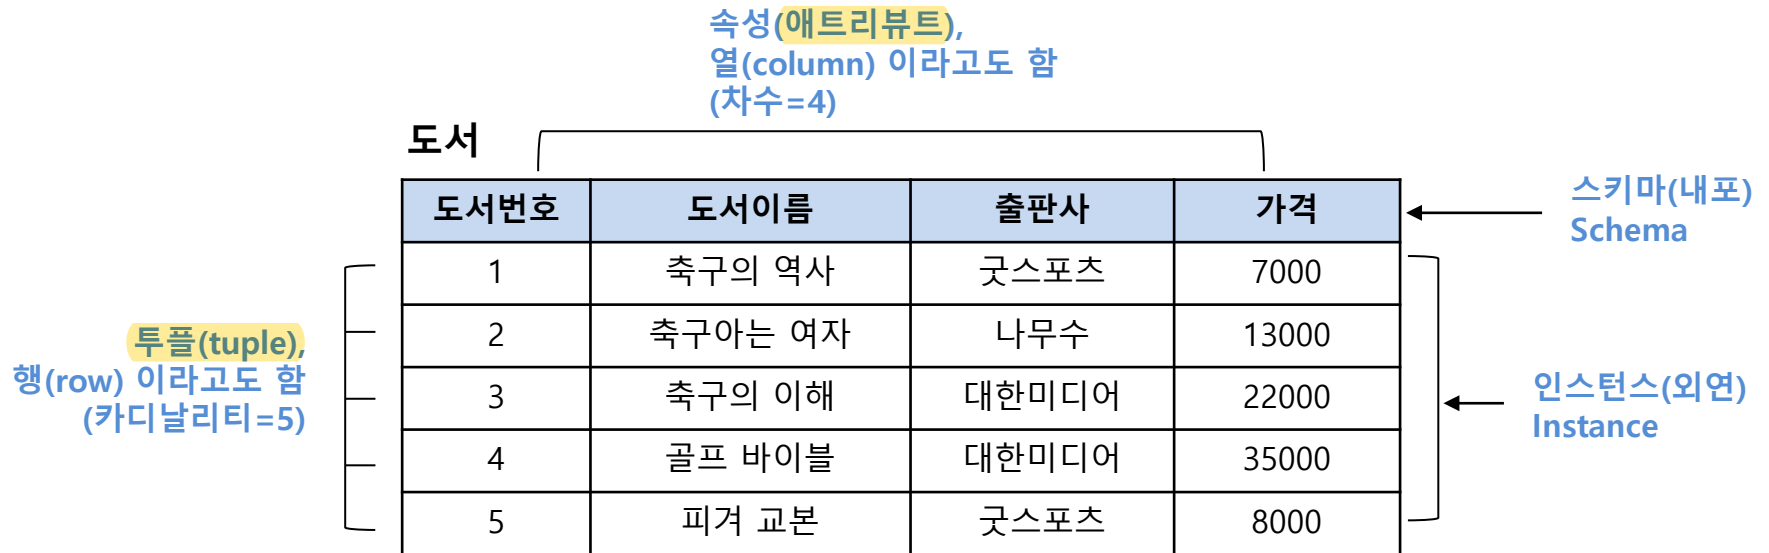 속성(애트리뷰트),
열(column) 이라고도 함
(차수=4)
도서
도서번호 도서이름 출판사 가격
스키마(내포)
Schema
1 축구의 역사 굿스포츠 7000
2 축구아는 여자 나무수 13000
3 축구의 이해 대한미디어 22000
4 골프 바이블 대한미디어 35000
5 피겨 교본 굿스포츠 8000
투플(tuple),
행(row) 이라고도 함
(카디날리티=5)
인스턴스(외연)
Instance